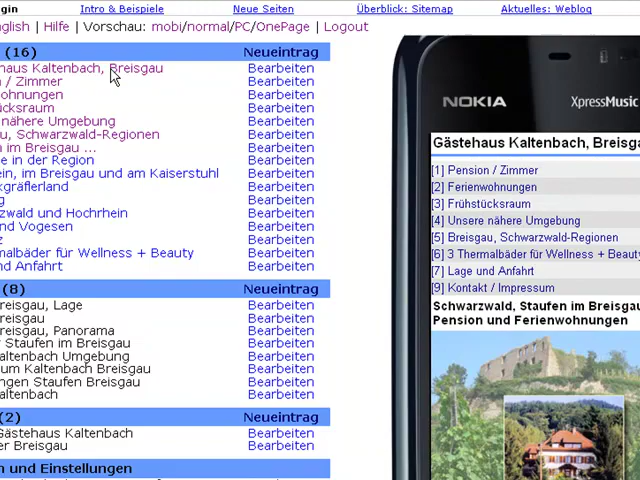 gin Intro & Beispiele Neue Seiten Überblick: Sitemap Aktuelles: Weblog
nglish | Hilfe | Vorschau: mobi/normal/PC/OnePage | Logout
(16) Neueintrag
haus Kaltenbach, Breisgau Bearbeiten
n / Zimmer Bearbeiten
ohnungen Bearbeiten
ücksraum Bearbeiten
nähere Umgebung Bearbeiten
u, Schwarzwald-Regionen Bearbeiten
n im Breisgau ... Bearbeiten
e in der Region Bearbeiten
ein, im Breisgau und am Kaiserstuhl Bearbeiten
kgräflerland Bearbeiten
g Bearbeiten
zwald und Hochrhein Bearbeiten
nd Vogesen Bearbeiten
z Bearbeiten
malbäder für Wellness + Beauty Bearbeiten
nd Anfahrt Bearbeiten
(8) Neueintrag
reisgau, Lage Bearbeiten
reisgau Bearbeiten
reisgau, Panorama Bearbeiten
r Staufen im Breisgau Bearbeiten
altenbach Umgebung Bearbeiten
um Kaltenbach Breisgau Bearbeiten
ngen Staufen Breisgau Bearbeiten
altenbach Bearbeiten
(2) Neueintrag
Gästehaus Kaltenbach Bearbeiten
er Breisgau Bearbeiten
n und Einstellungen
NOKIA XpressMusic
Gästehaus Kaltenbach, Breisga
[1] Pension / Zimmer
[2] Ferienwohnungen
[3] Frühstücksraum
[4] Unsere nähere Umgebung
[5] Breisgau, Schwarzwald-Regionen
[6] 3 Thermalbäder für Wellness + Beauty
[7] Lage und Anfahrt
[9] Kontakt / Impressum
Schwarzwald, Staufen im Breisgau
Pension und Ferienwohnungen